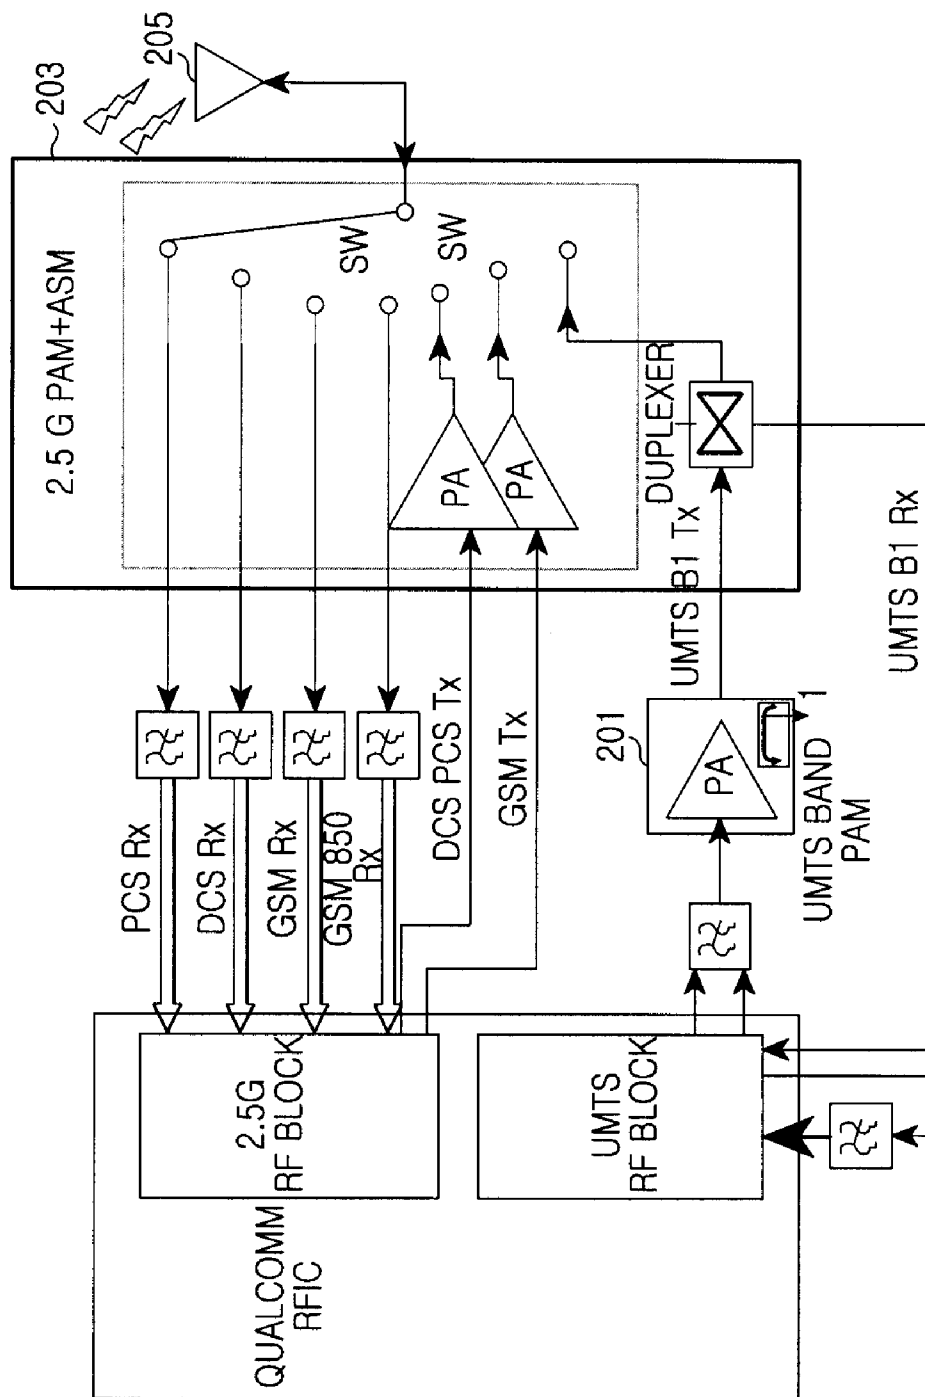 205
203
2.5 G PAM+ASM
SW
SW
PA
PA
DUPLEXER
UMTS B1 Tx
UMTS B1 Rx
PCS Rx
DCS Rx
GSM Rx
GSM 850
Rx
DCS PCS Tx
GSM Tx
201
PA
1
UMTS BAND
PAM
2.5G
RF BLOCK
UMTS
RF BLOCK
QUALCOMM
RFIC